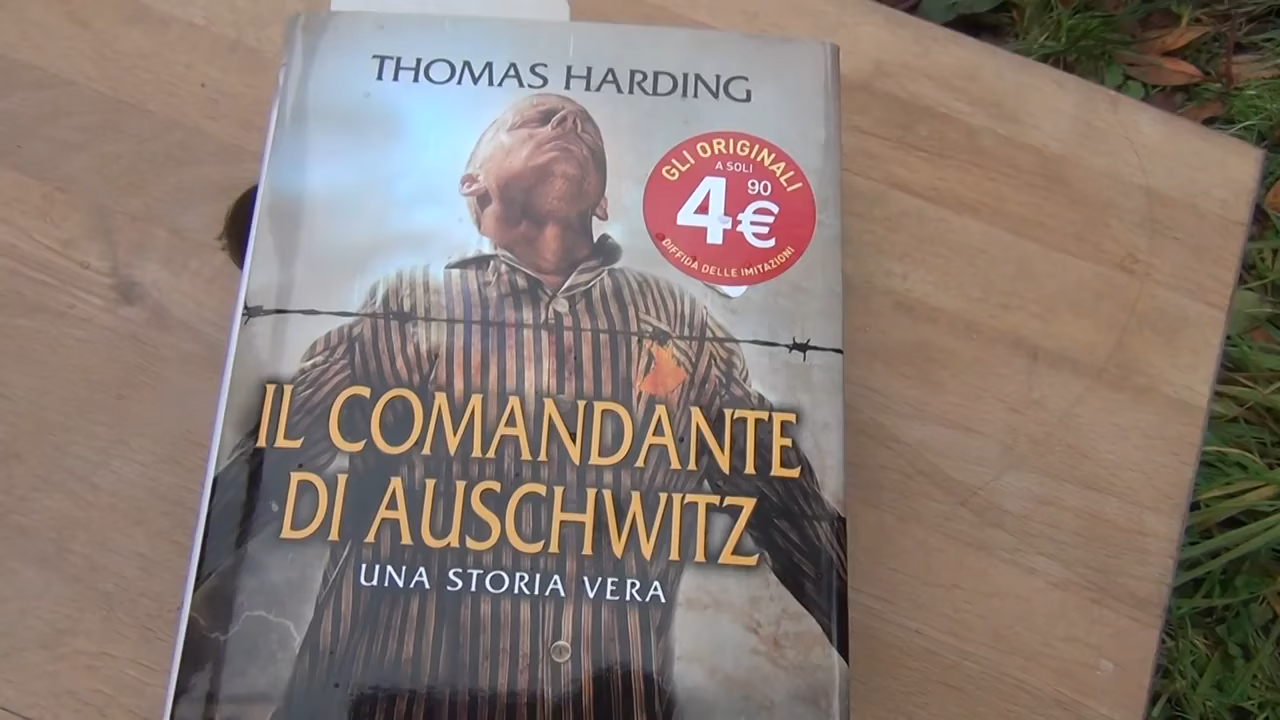 THOMAS HARDING
GLI ORIGINALI
A SOLI
4 90 €
DIFFIDA DELLE IMITAZIONI
IL COMANDANTE
DI AUSCHWITZ
UNA STORIA VERA